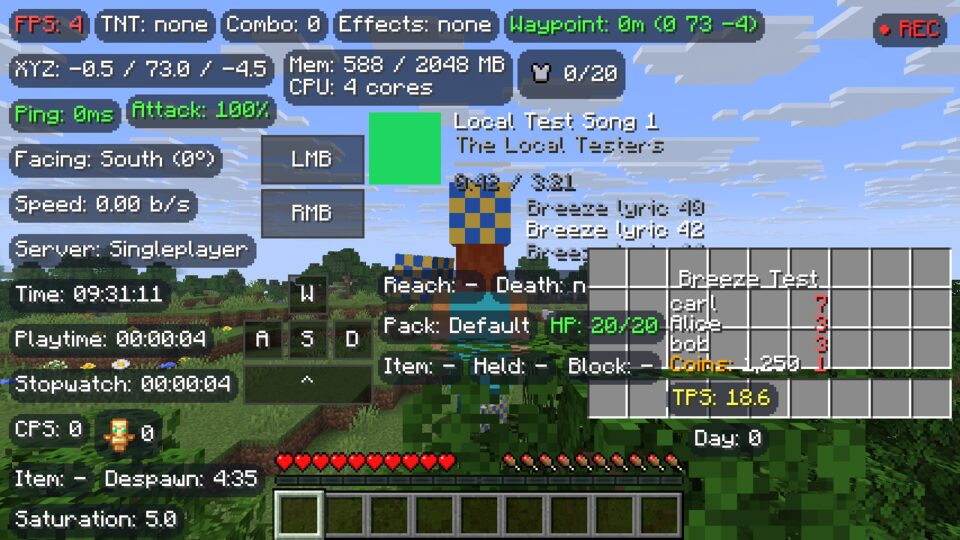 FPS: 4 TNT: none Combo: 0 Effects: none Waypoint: 0m (0 73 -4) • REC
XYZ: -0.5 / 73.0 / -4.5 Mem: 588 / 2048 MB
CPU: 4 cores
0/20
Ping: 0ms Attack: 100%
Local Test Song 1
The Local Testers
Facing: South (0°) LMB
0:42 / 3:21
Speed: 0.00 b/s RMB
Breeze lyric 40
Breeze lyric 42
Breeze lyric
Server: Singleplayer
Reach: - Death: n
Breeze Test
Time: 09:31:11 W
carl 7
Alice 3
Pack: Default HP: 20/20
Playtime: 00:00:04 A S D
bob 3
Item: - Held: - Block: -
Coins: 1,250 1
Stopwatch: 00:00:04 ^
TPS: 18.6
CPS: 0 0
Day: 0
Item: - Despawn: 4:35
Saturation: 5.0